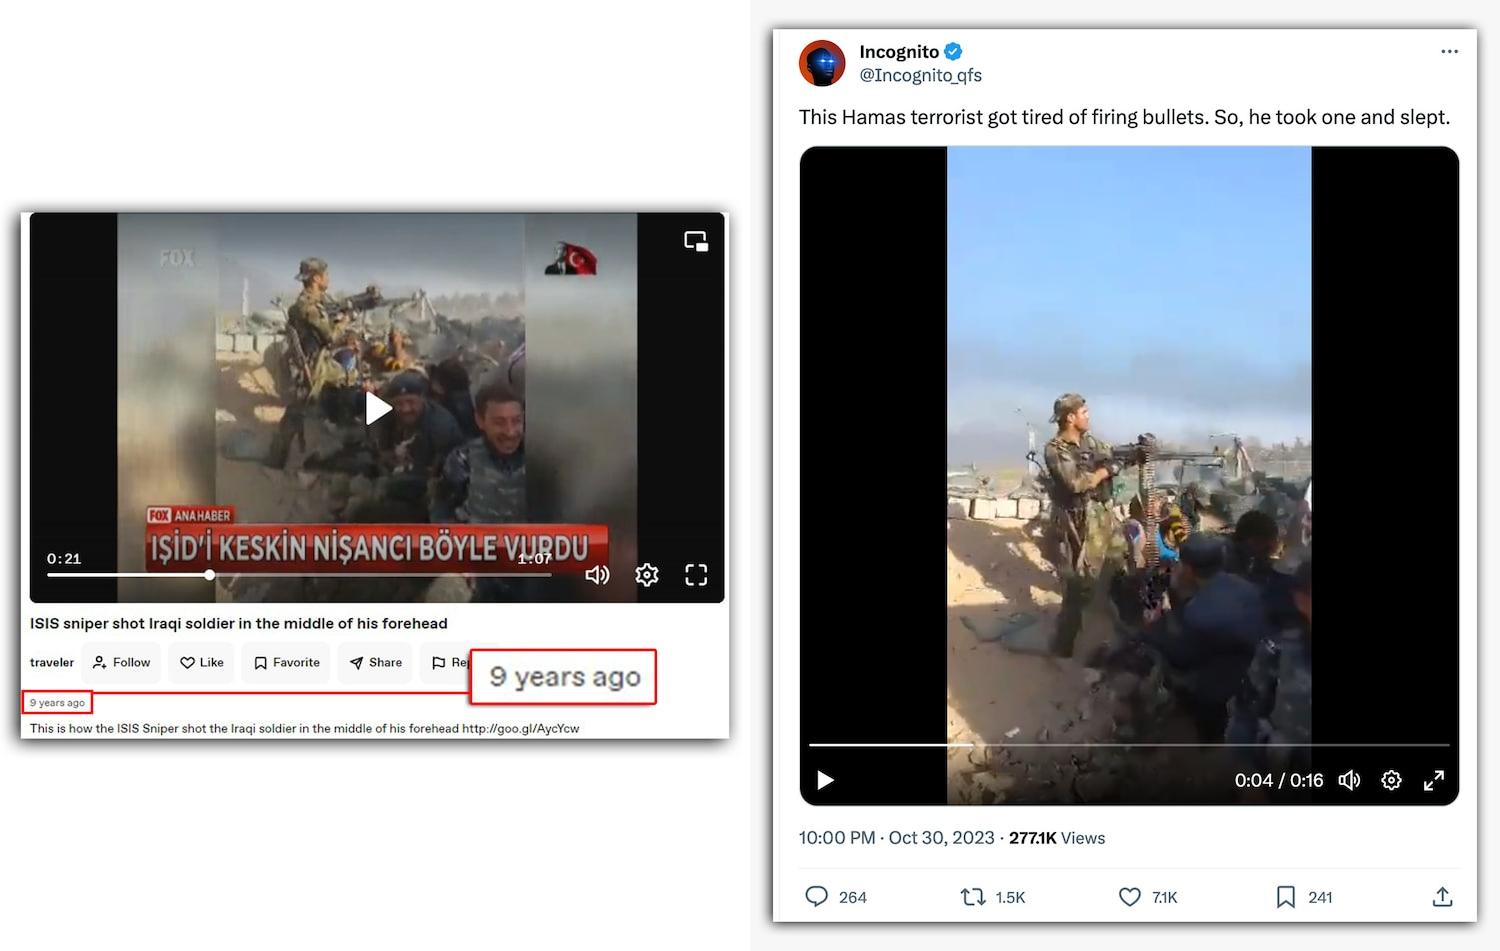 FOX
FOX ANA HABER
IŞİD'İ KESKİN NİŞANCI BÖYLE VURDU
0:21
1:07
ISIS sniper shot Iraqi soldier in the middle of his forehead
traveler
Follow
Like
Favorite
Share
Rep
9 years ago
9 years ago
This is how the ISIS Sniper shot the Iraqi soldier in the middle of his forehead http://goo.gl/AycYcw
Incognito
@Incognito_qfs
This Hamas terrorist got tired of firing bullets. So, he took one and slept.
0:04 / 0:16
10:00 PM · Oct 30, 2023 · 277.1K Views
264
1.5K
7.1K
241